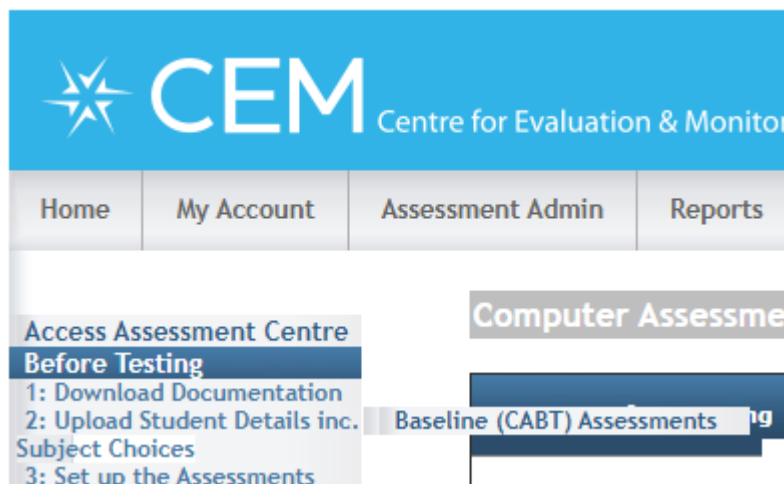 CEM Centre for Evaluation & Monitor
Home My Account Assessment Admin Reports
Access Assessment Centre
Before Testing
1: Download Documentation
2: Upload Student Details inc.
Subject Choices
3: Set up the Assessments
Computer Assessme
Baseline (CABT) Assessments